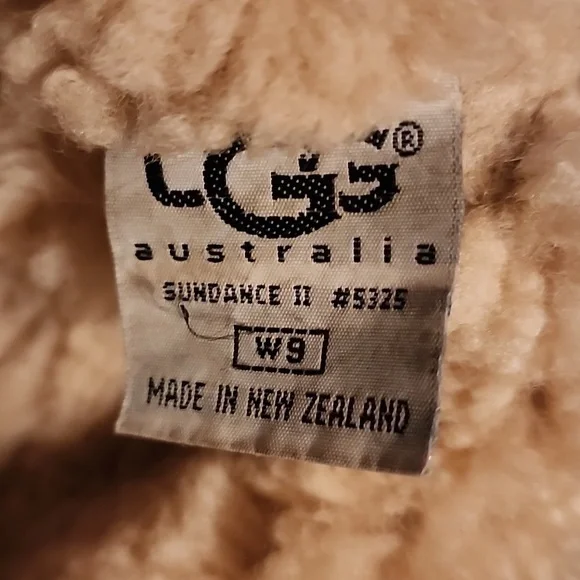 UGG®
australia
SUNDANCE II #5325
W9
MADE IN NEW ZEALAND